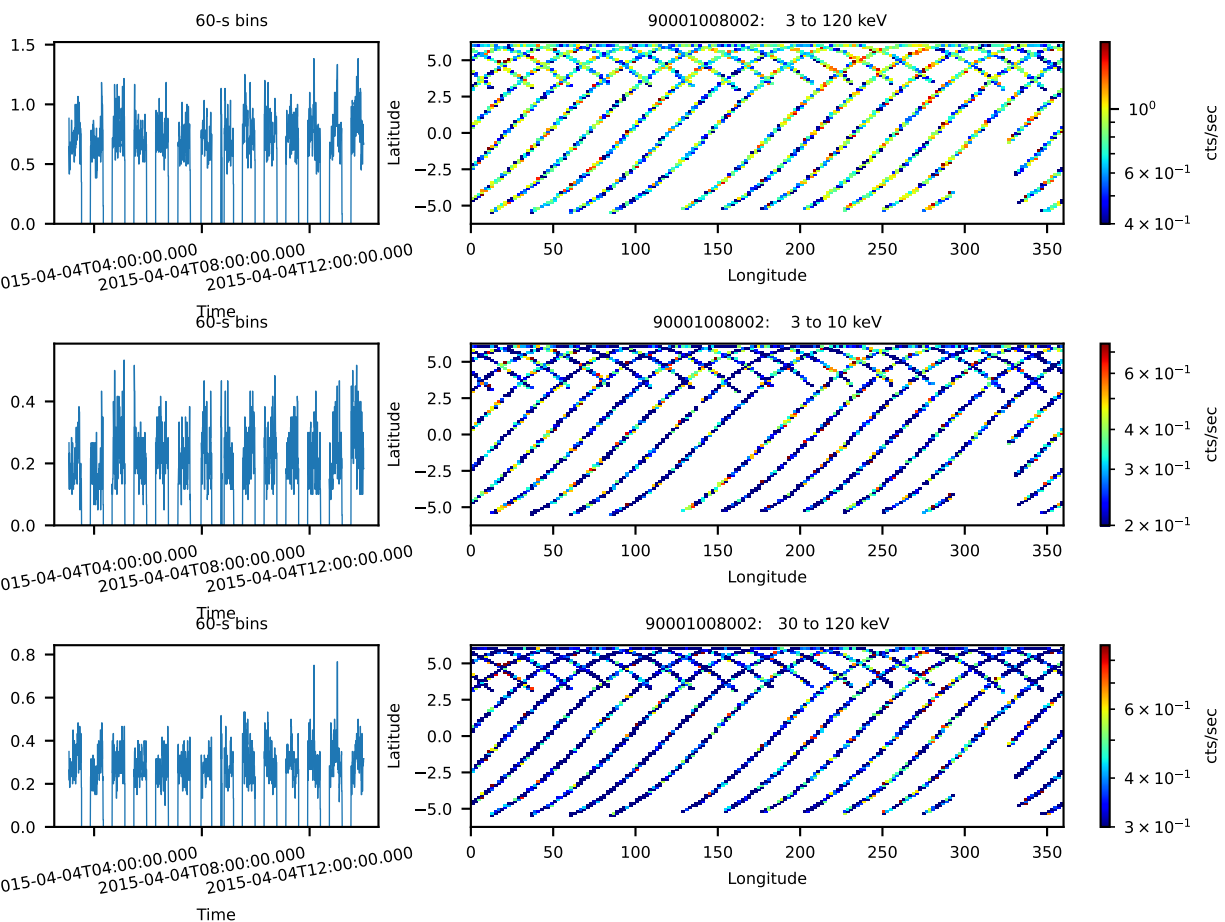 60-s bins
90001008002: 3 to 120 keV
1.5
1.0
0.5
0.0
015-04-04T04:00:00.000
2015-04-04T08:00:00.000
2015-04-04T12:00:00.000
Time
Latitude
5.0
2.5
0.0
−2.5
−5.0
0 50 100 150 200 250 300 350
Longitude
10⁰
6 × 10⁻¹
4 × 10⁻¹
cts/sec
60-s bins
90001008002: 3 to 10 keV
0.4
0.2
0.0
015-04-04T04:00:00.000
2015-04-04T08:00:00.000
2015-04-04T12:00:00.000
Time
Latitude
5.0
2.5
0.0
−2.5
−5.0
0 50 100 150 200 250 300 350
Longitude
6 × 10⁻¹
4 × 10⁻¹
3 × 10⁻¹
2 × 10⁻¹
cts/sec
60-s bins
90001008002: 30 to 120 keV
0.8
0.6
0.4
0.2
0.0
015-04-04T04:00:00.000
2015-04-04T08:00:00.000
2015-04-04T12:00:00.000
Time
Latitude
5.0
2.5
0.0
−2.5
−5.0
0 50 100 150 200 250 300 350
Longitude
6 × 10⁻¹
4 × 10⁻¹
3 × 10⁻¹
cts/sec